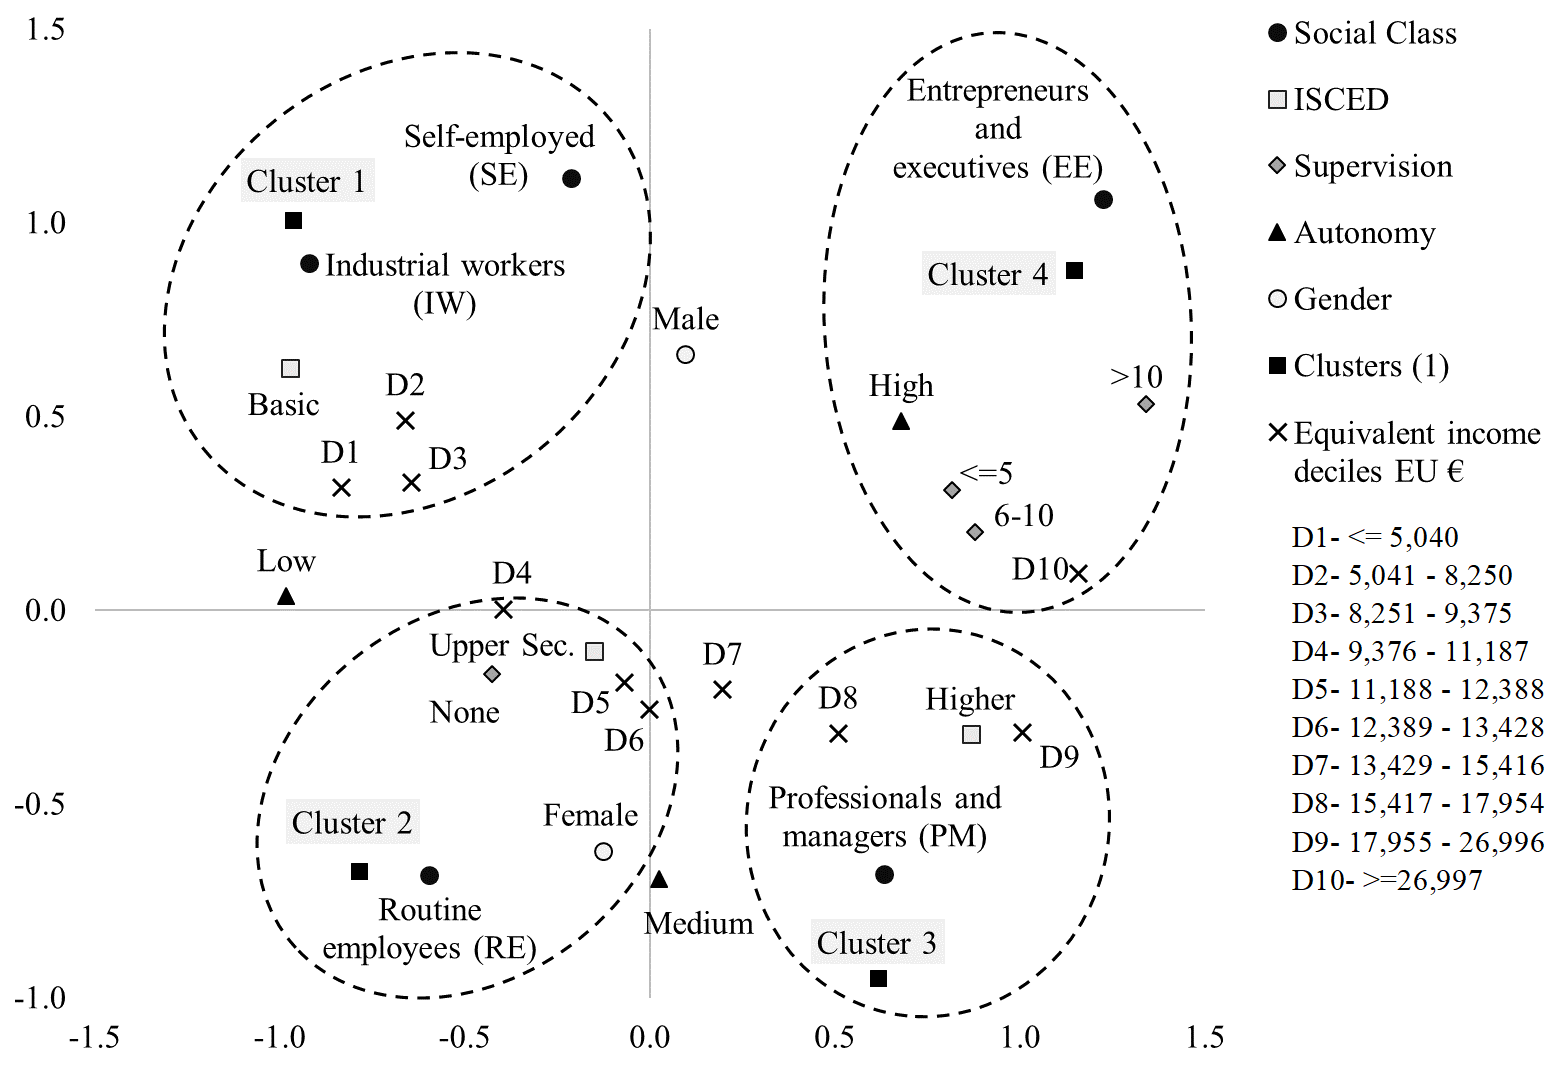 1.5
1.0
0.5
0.0
-0.5
-1.0
-1.5
-1.0
-0.5
0.0
0.5
1.0
1.5
Self-employed
(SE)
Cluster 1
Industrial workers
(IW)
Basic
D2
D1
D3
Entrepreneurs
and
executives (EE)
Cluster 4
Male
High
>10
<=5
6-10
D10
Low
D4
Upper Sec.
None
D5
D6
D7
Cluster 2
Female
Routine
employees (RE)
Medium
D8
Higher
D9
Professionals and
managers (PM)
Cluster 3
Social Class
ISCED
Supervision
Autonomy
Gender
Clusters (1)
Equivalent income
deciles EU €
D1- <= 5,040
D2- 5,041 - 8,250
D3- 8,251 - 9,375
D4- 9,376 - 11,187
D5- 11,188 - 12,388
D6- 12,389 - 13,428
D7- 13,429 - 15,416
D8- 15,417 - 17,954
D9- 17,955 - 26,996
D10- >=26,997